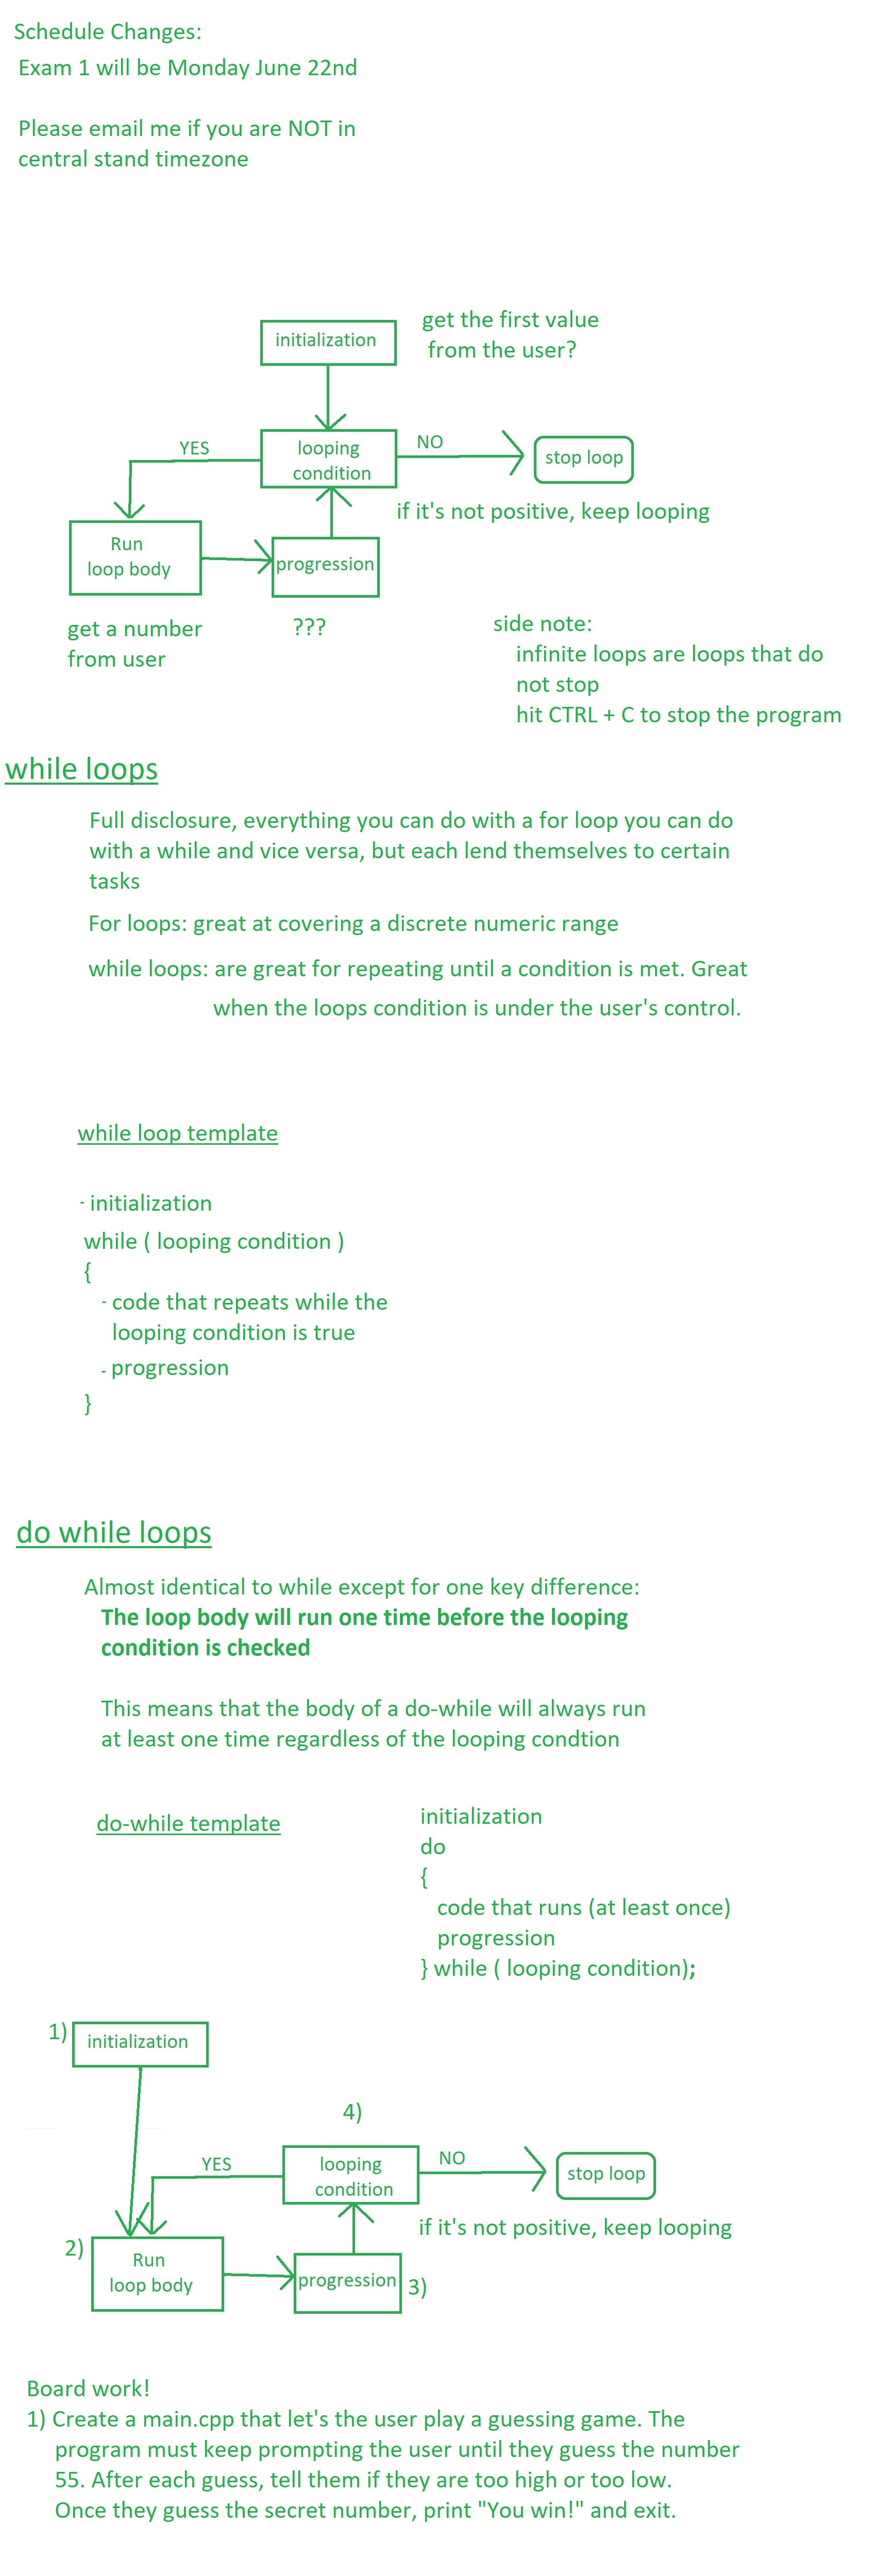 Schedule Changes:
Exam 1 will be Monday June 22nd
Please email me if you are NOT in
central stand timezone
initialization
get the first value
from the user?
YES
looping
condition
NO
stop loop
if it's not positive, keep looping
Run
loop body
progression
get a number
from user
???
side note:
infinite loops are loops that do
not stop
hit CTRL + C to stop the program
while loops
Full disclosure, everything you can do with a for loop you can do
with a while and vice versa, but each lend themselves to certain
tasks
For loops: great at covering a discrete numeric range
while loops: are great for repeating until a condition is met. Great
when the loops condition is under the user's control.
while loop template
- initialization
while ( looping condition )
{
- code that repeats while the
looping condition is true
- progression
}
do while loops
Almost identical to while except for one key difference:
The loop body will run one time before the looping
condition is checked
This means that the body of a do-while will always run
at least one time regardless of the looping condtion
do-while template
initialization
do
{
code that runs (at least once)
progression
} while ( looping condition);
1)
initialization
4)
YES
looping
condition
NO
stop loop
if it's not positive, keep looping
2)
Run
loop body
progression
3)
Board work!
1) Create a main.cpp that let's the user play a guessing game. The
program must keep prompting the user until they guess the number
55. After each guess, tell them if they are too high or too low.
Once they guess the secret number, print "You win!" and exit.